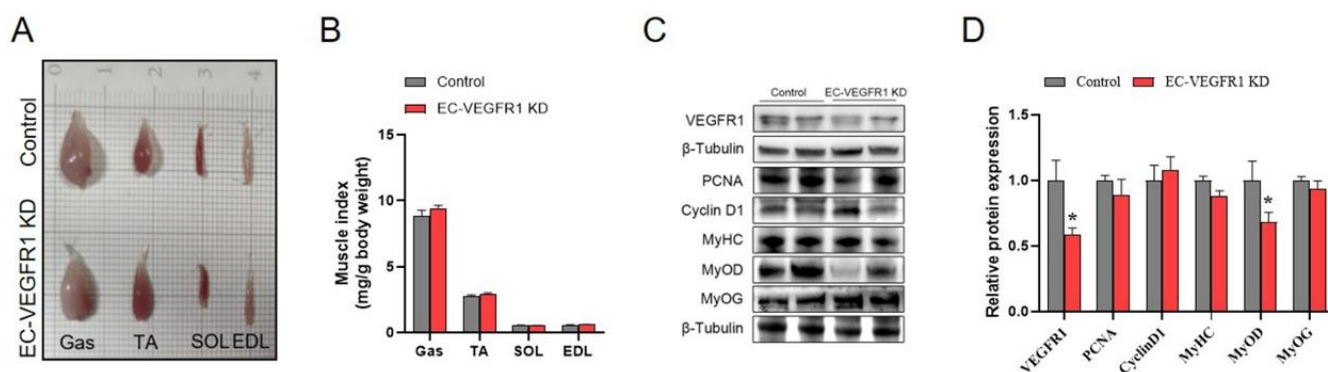 A
0 1 2 3 4
Control
EC-VEGFR1 KD
Gas TA SOL EDL
B
Control
EC-VEGFR1 KD
Muscle index
(mg/g body weight)
15
10
5
0
Gas TA SOL EDL
C
Control EC-VEGFR1 KD
VEGFR1
β-Tubulin
PCNA
Cyclin D1
MyHC
MyOD
MyOG
β-Tubulin
D
Control EC-VEGFR1 KD
Relative protein expression
1.5
1.0
0.5
0.0
* *
VEGFR1 PCNA CyclinD1 MyHC MyOD MyOG